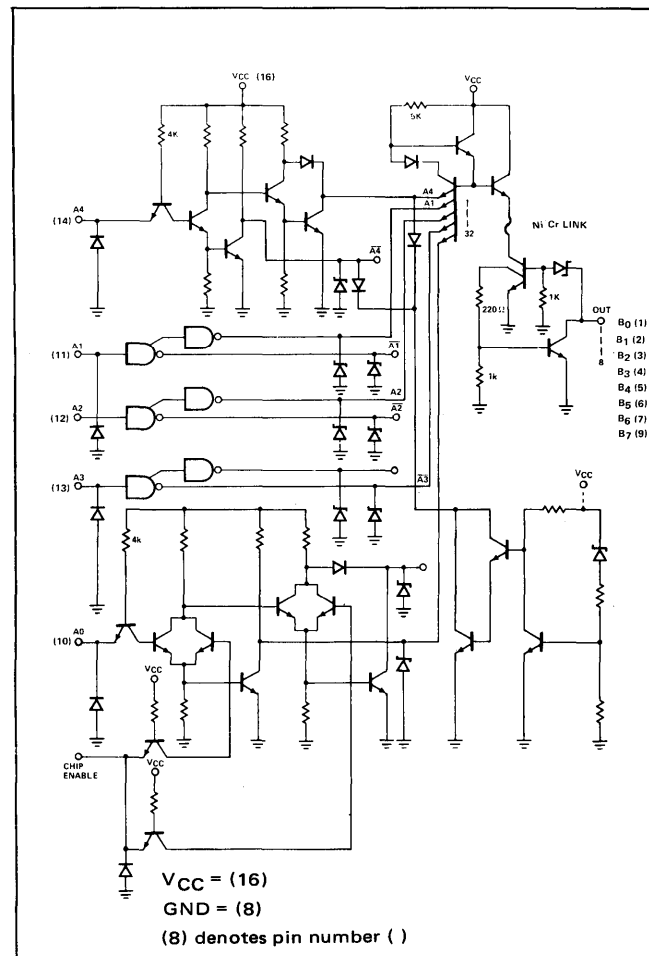 VCC (16)
VCC
5K
4K
A4
(14)
A4
A1
32
Ni Cr LINK
A4
220Ω
1K
1k
OUT
8
B0 (1)
B1 (2)
B2 (3)
B3 (4)
B4 (5)
B5 (6)
B6 (7)
B7 (9)
(11) A1
A1
(12) A2
A2
A2
(13) A3
A3
VCC
4k
A0
(10)
VCC
CHIP
ENABLE
VCC
VCC = (16)
GND = (8)
(8) denotes pin number ( )